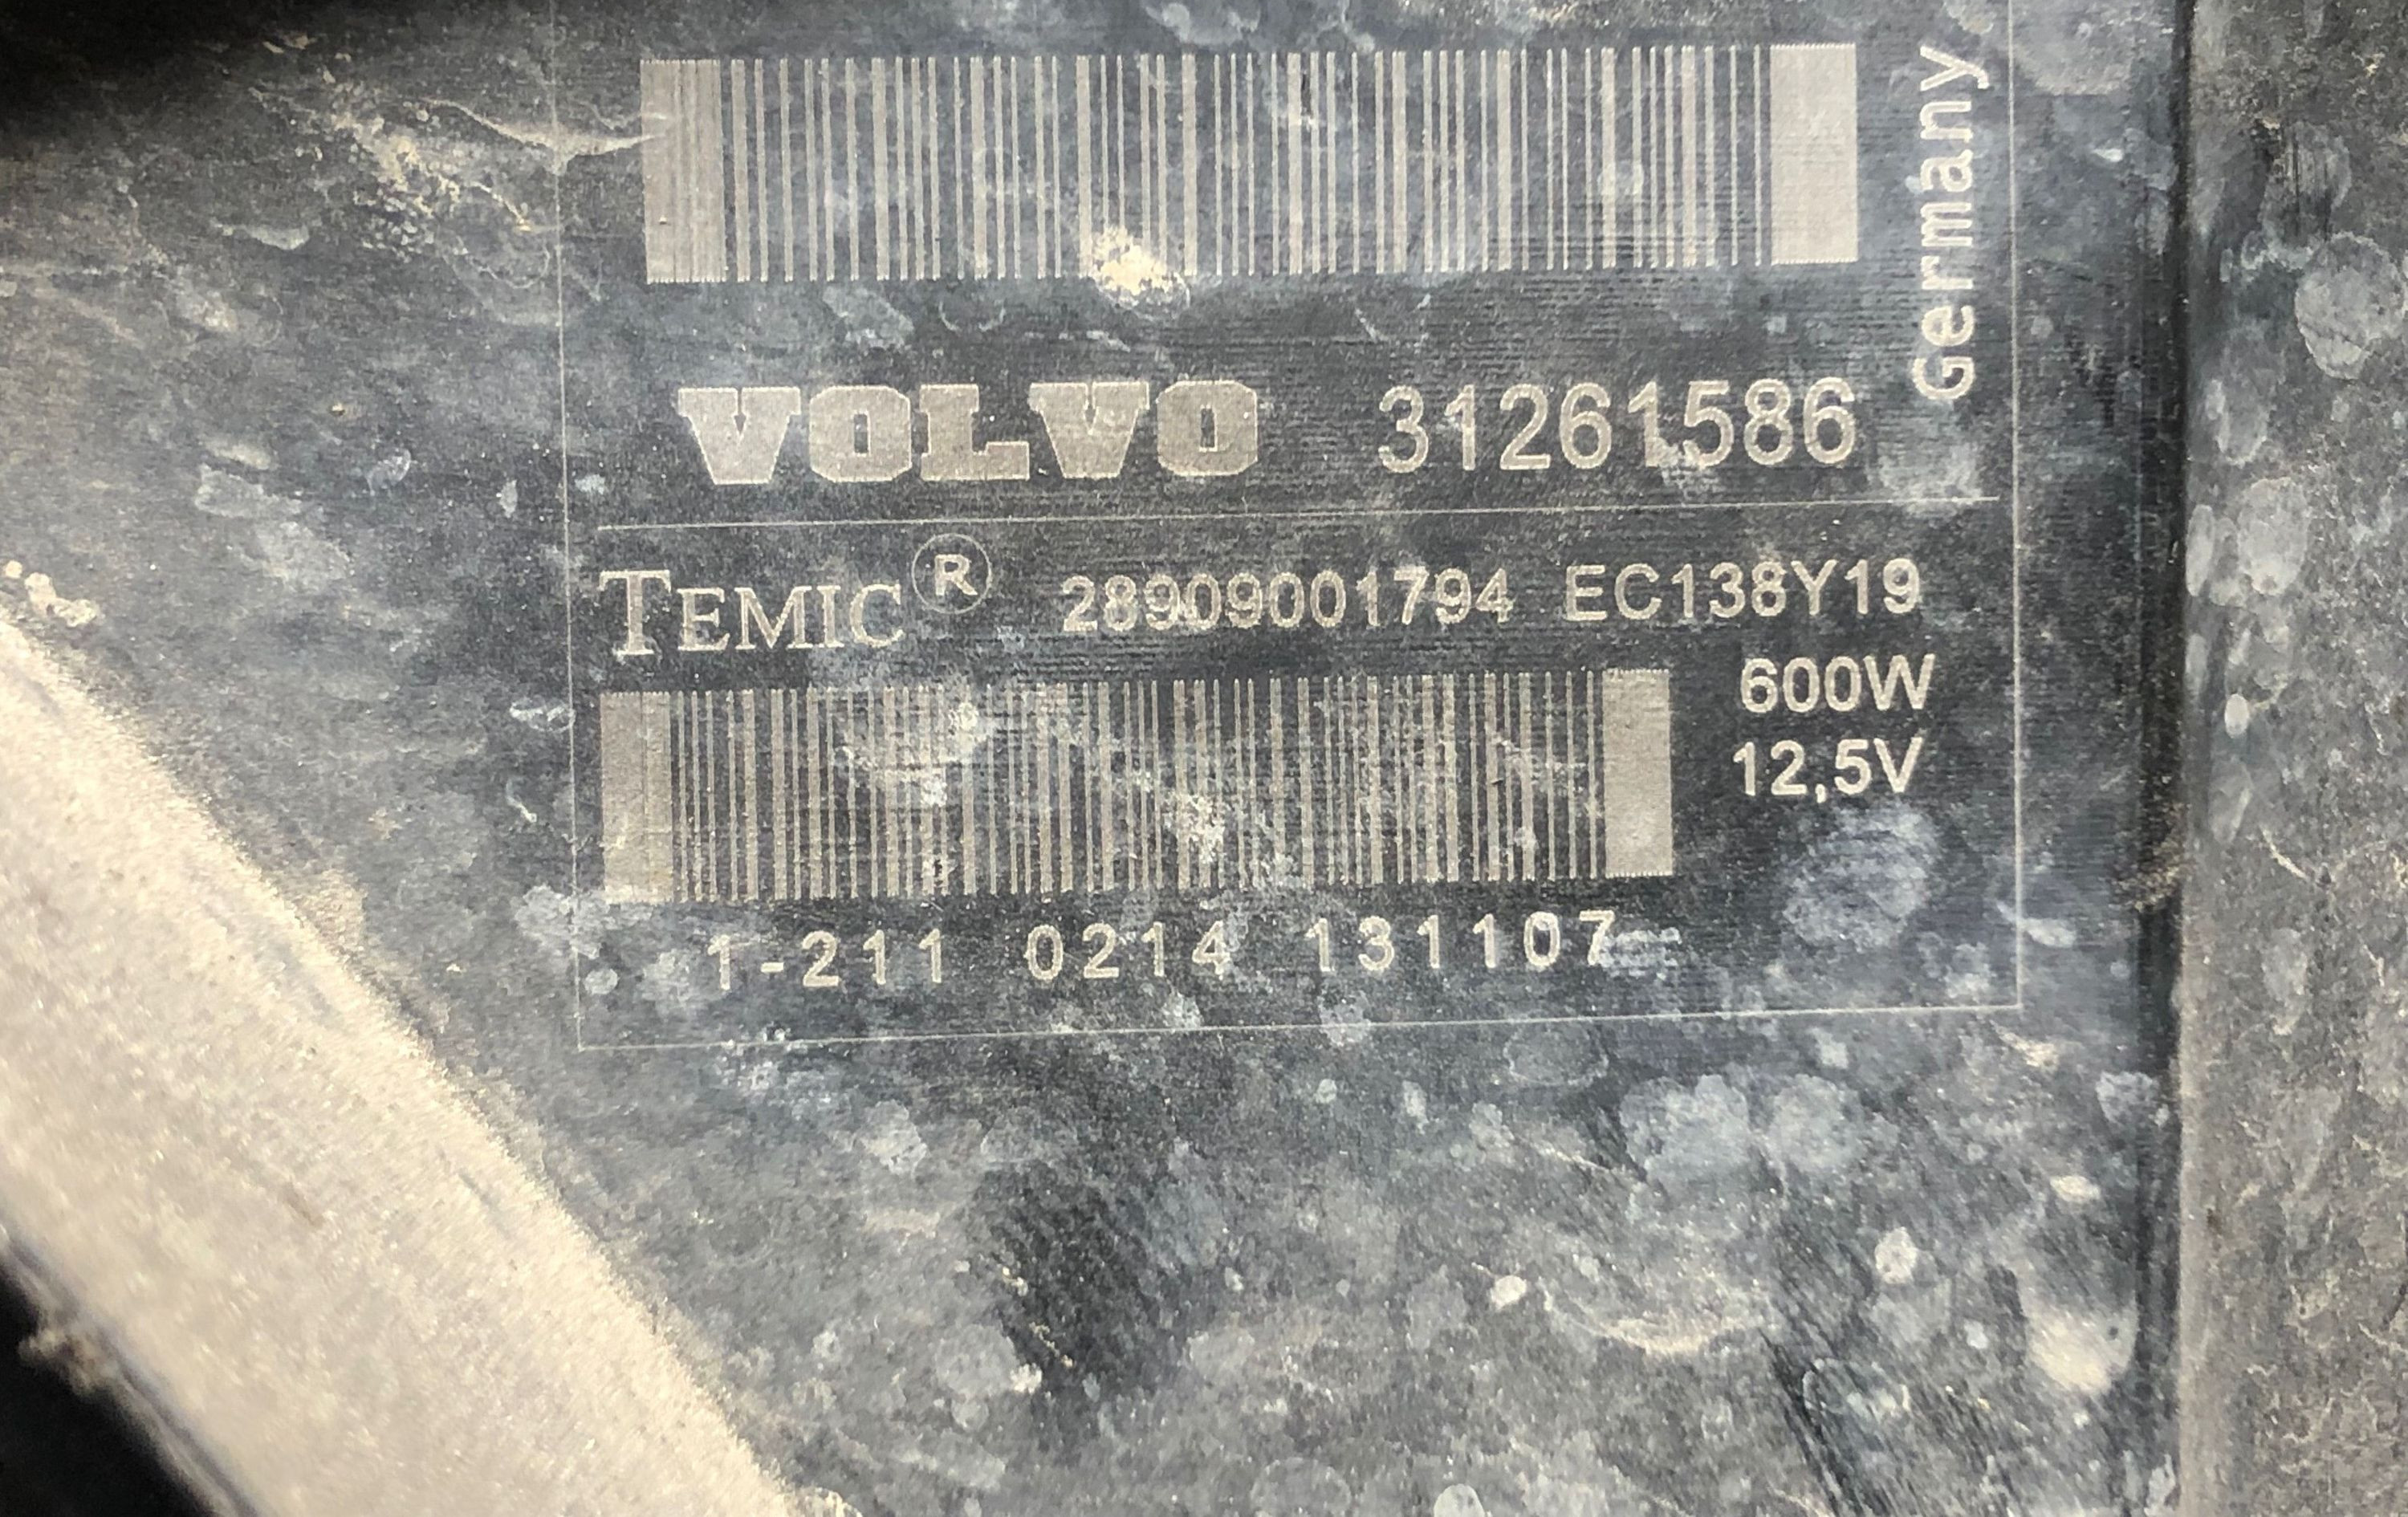 Germany
VOLVO 31261586
TEMIC® 28909001794 EC138Y19
600W
12,5V
1-211 0214 131107